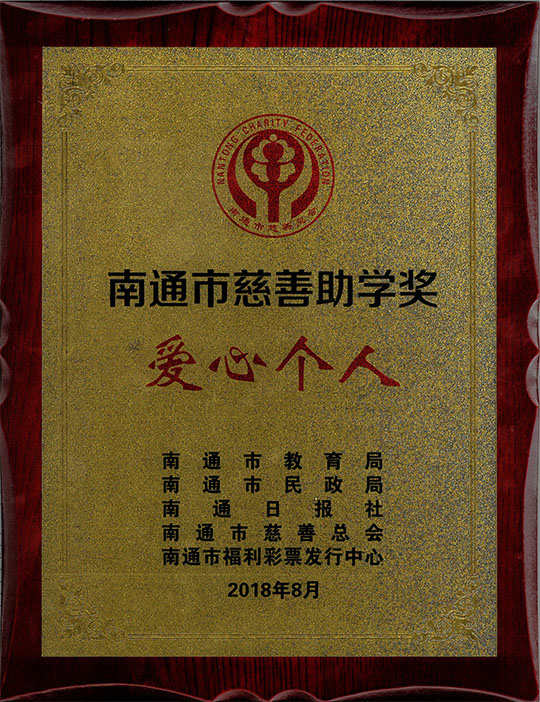 NANTONG CHARITY FEDERATION
南通市慈善总会
南通市慈善助学奖
爱心个人
南通市教育局
南通市民政局
南通日报社
南通市慈善总会
南通市福利彩票发行中心
2018年8月